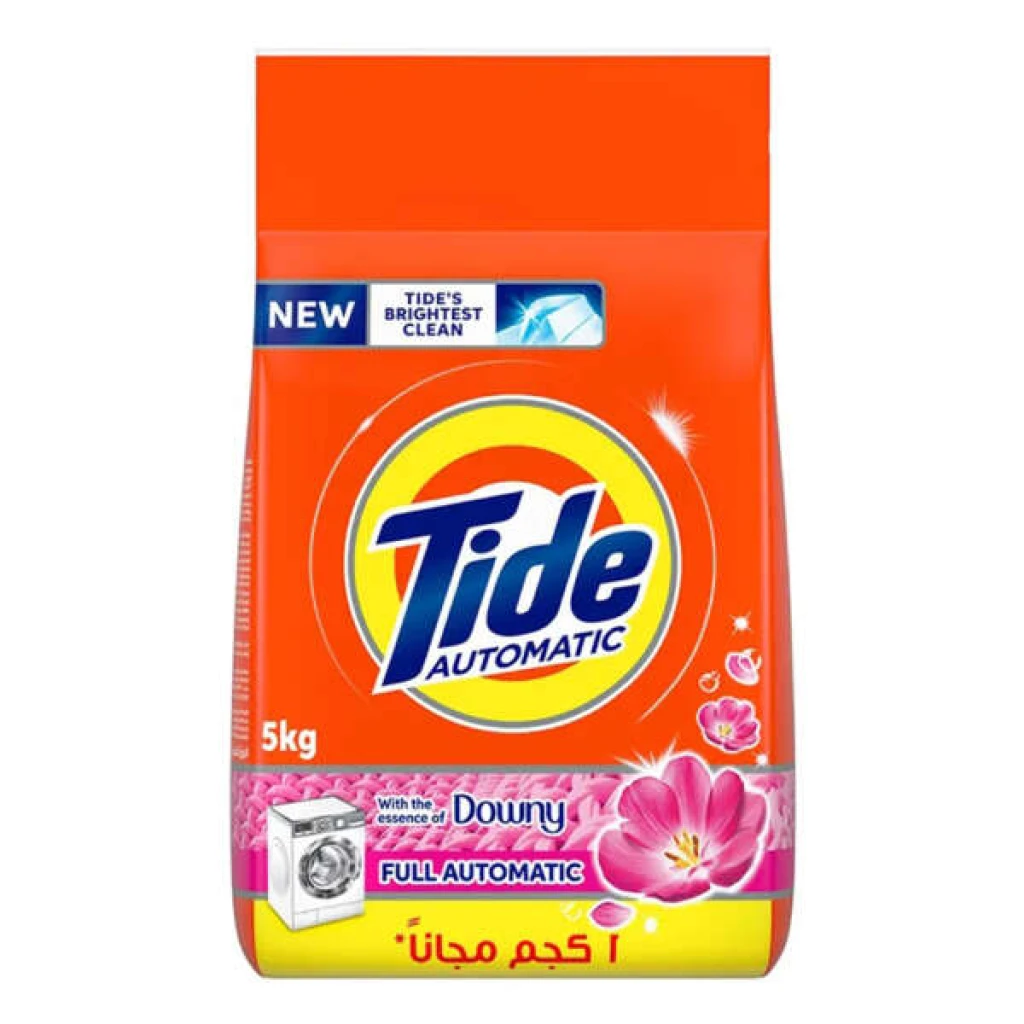 NEW
TIDE'S
BRIGHTEST
CLEAN
Tide
AUTOMATIC
5kg
With the
essence of Downy
FULL AUTOMATIC
١ كجم مجاناً*